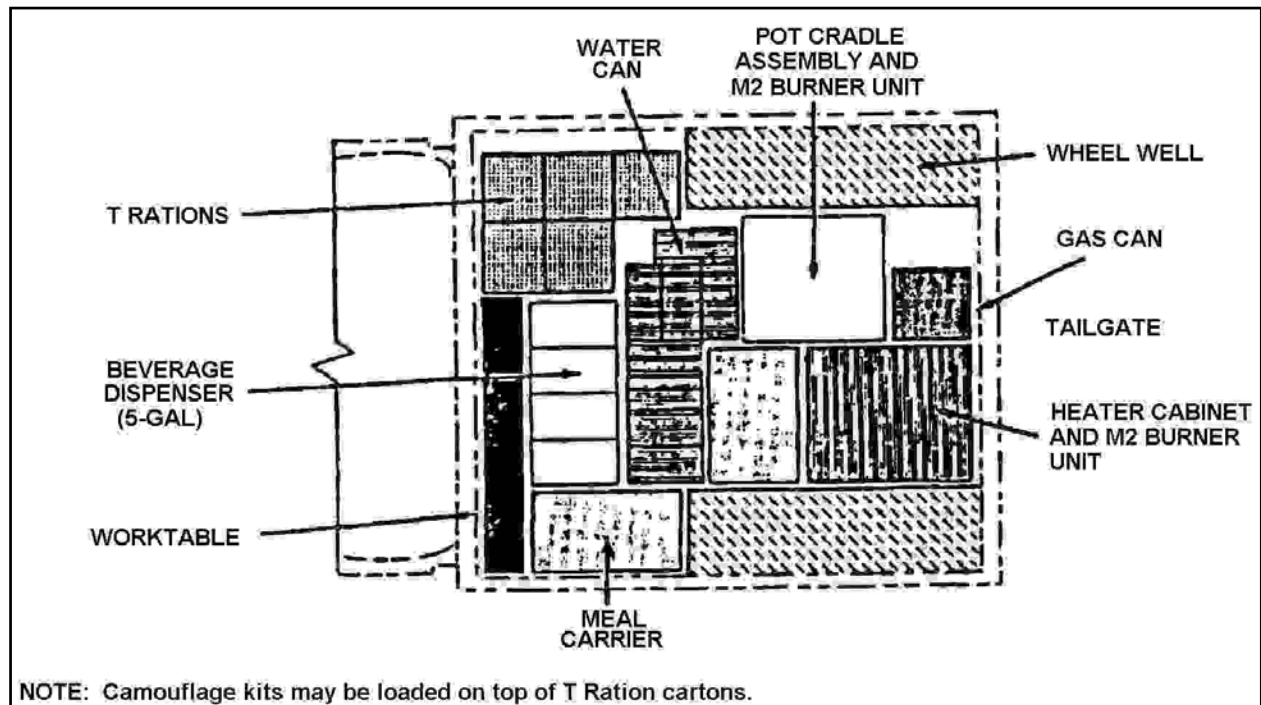 WATER
CAN
POT CRADLE
ASSEMBLY AND
M2 BURNER UNIT
WHEEL WELL
T RATIONS
GAS CAN
TAILGATE
BEVERAGE
DISPENSER
(5-GAL)
HEATER CABINET
AND M2 BURNER
UNIT
WORKTABLE
MEAL
CARRIER
NOTE: Camouflage kits may be loaded on top of T Ration cartons.